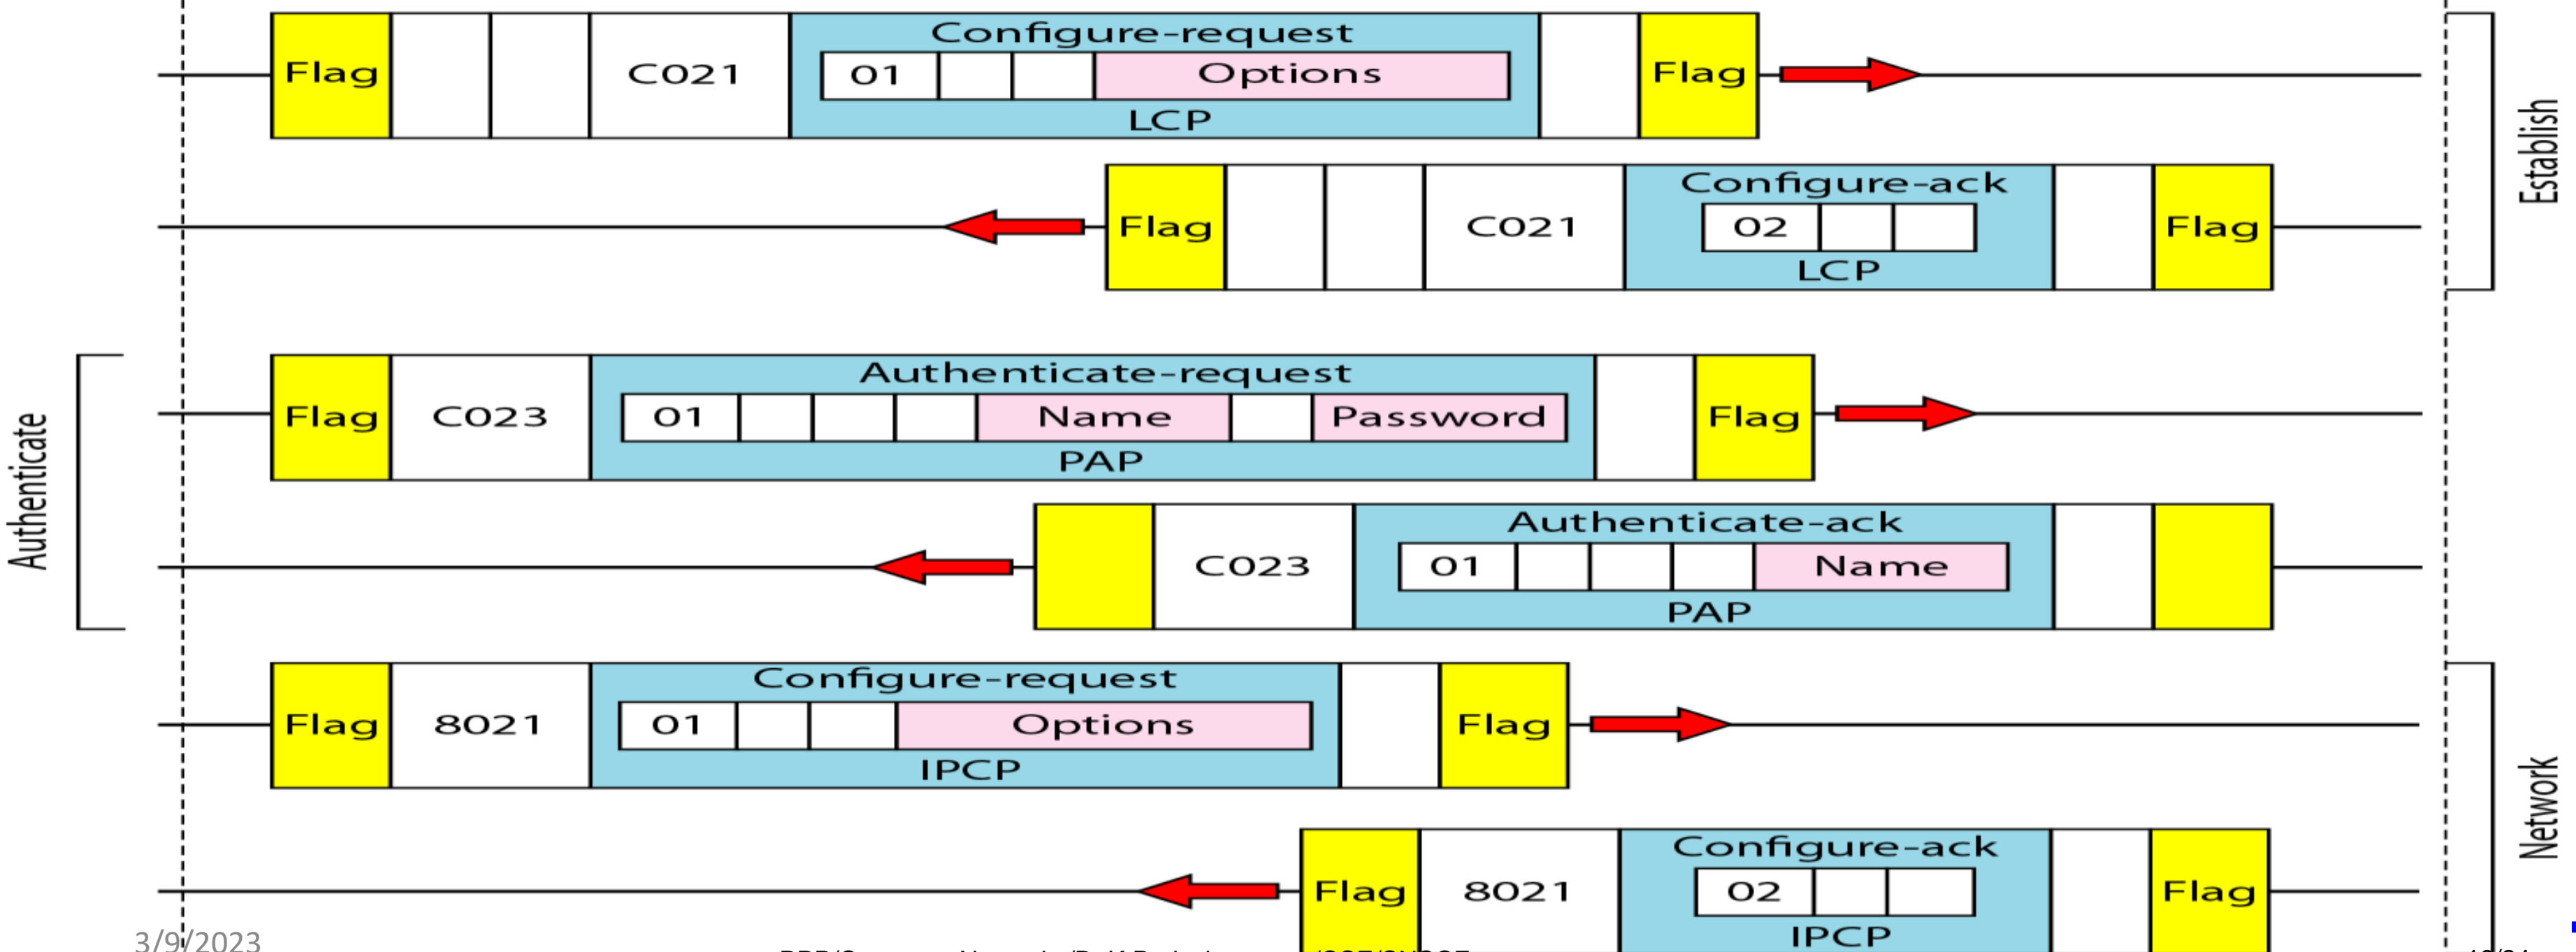 Configure-request
Flag C021 01 Options Flag
LCP
Establish
Configure-ack
Flag C021 02 Flag
LCP
Authenticate
Authenticate-request
Flag C023 01 Name Password Flag
PAP
Authenticate-ack
C023 01 Name
PAP
Network
Configure-request
Flag 8021 01 Options Flag
IPCP
Configure-ack
Flag 8021 02 Flag
IPCP
3/9/2023